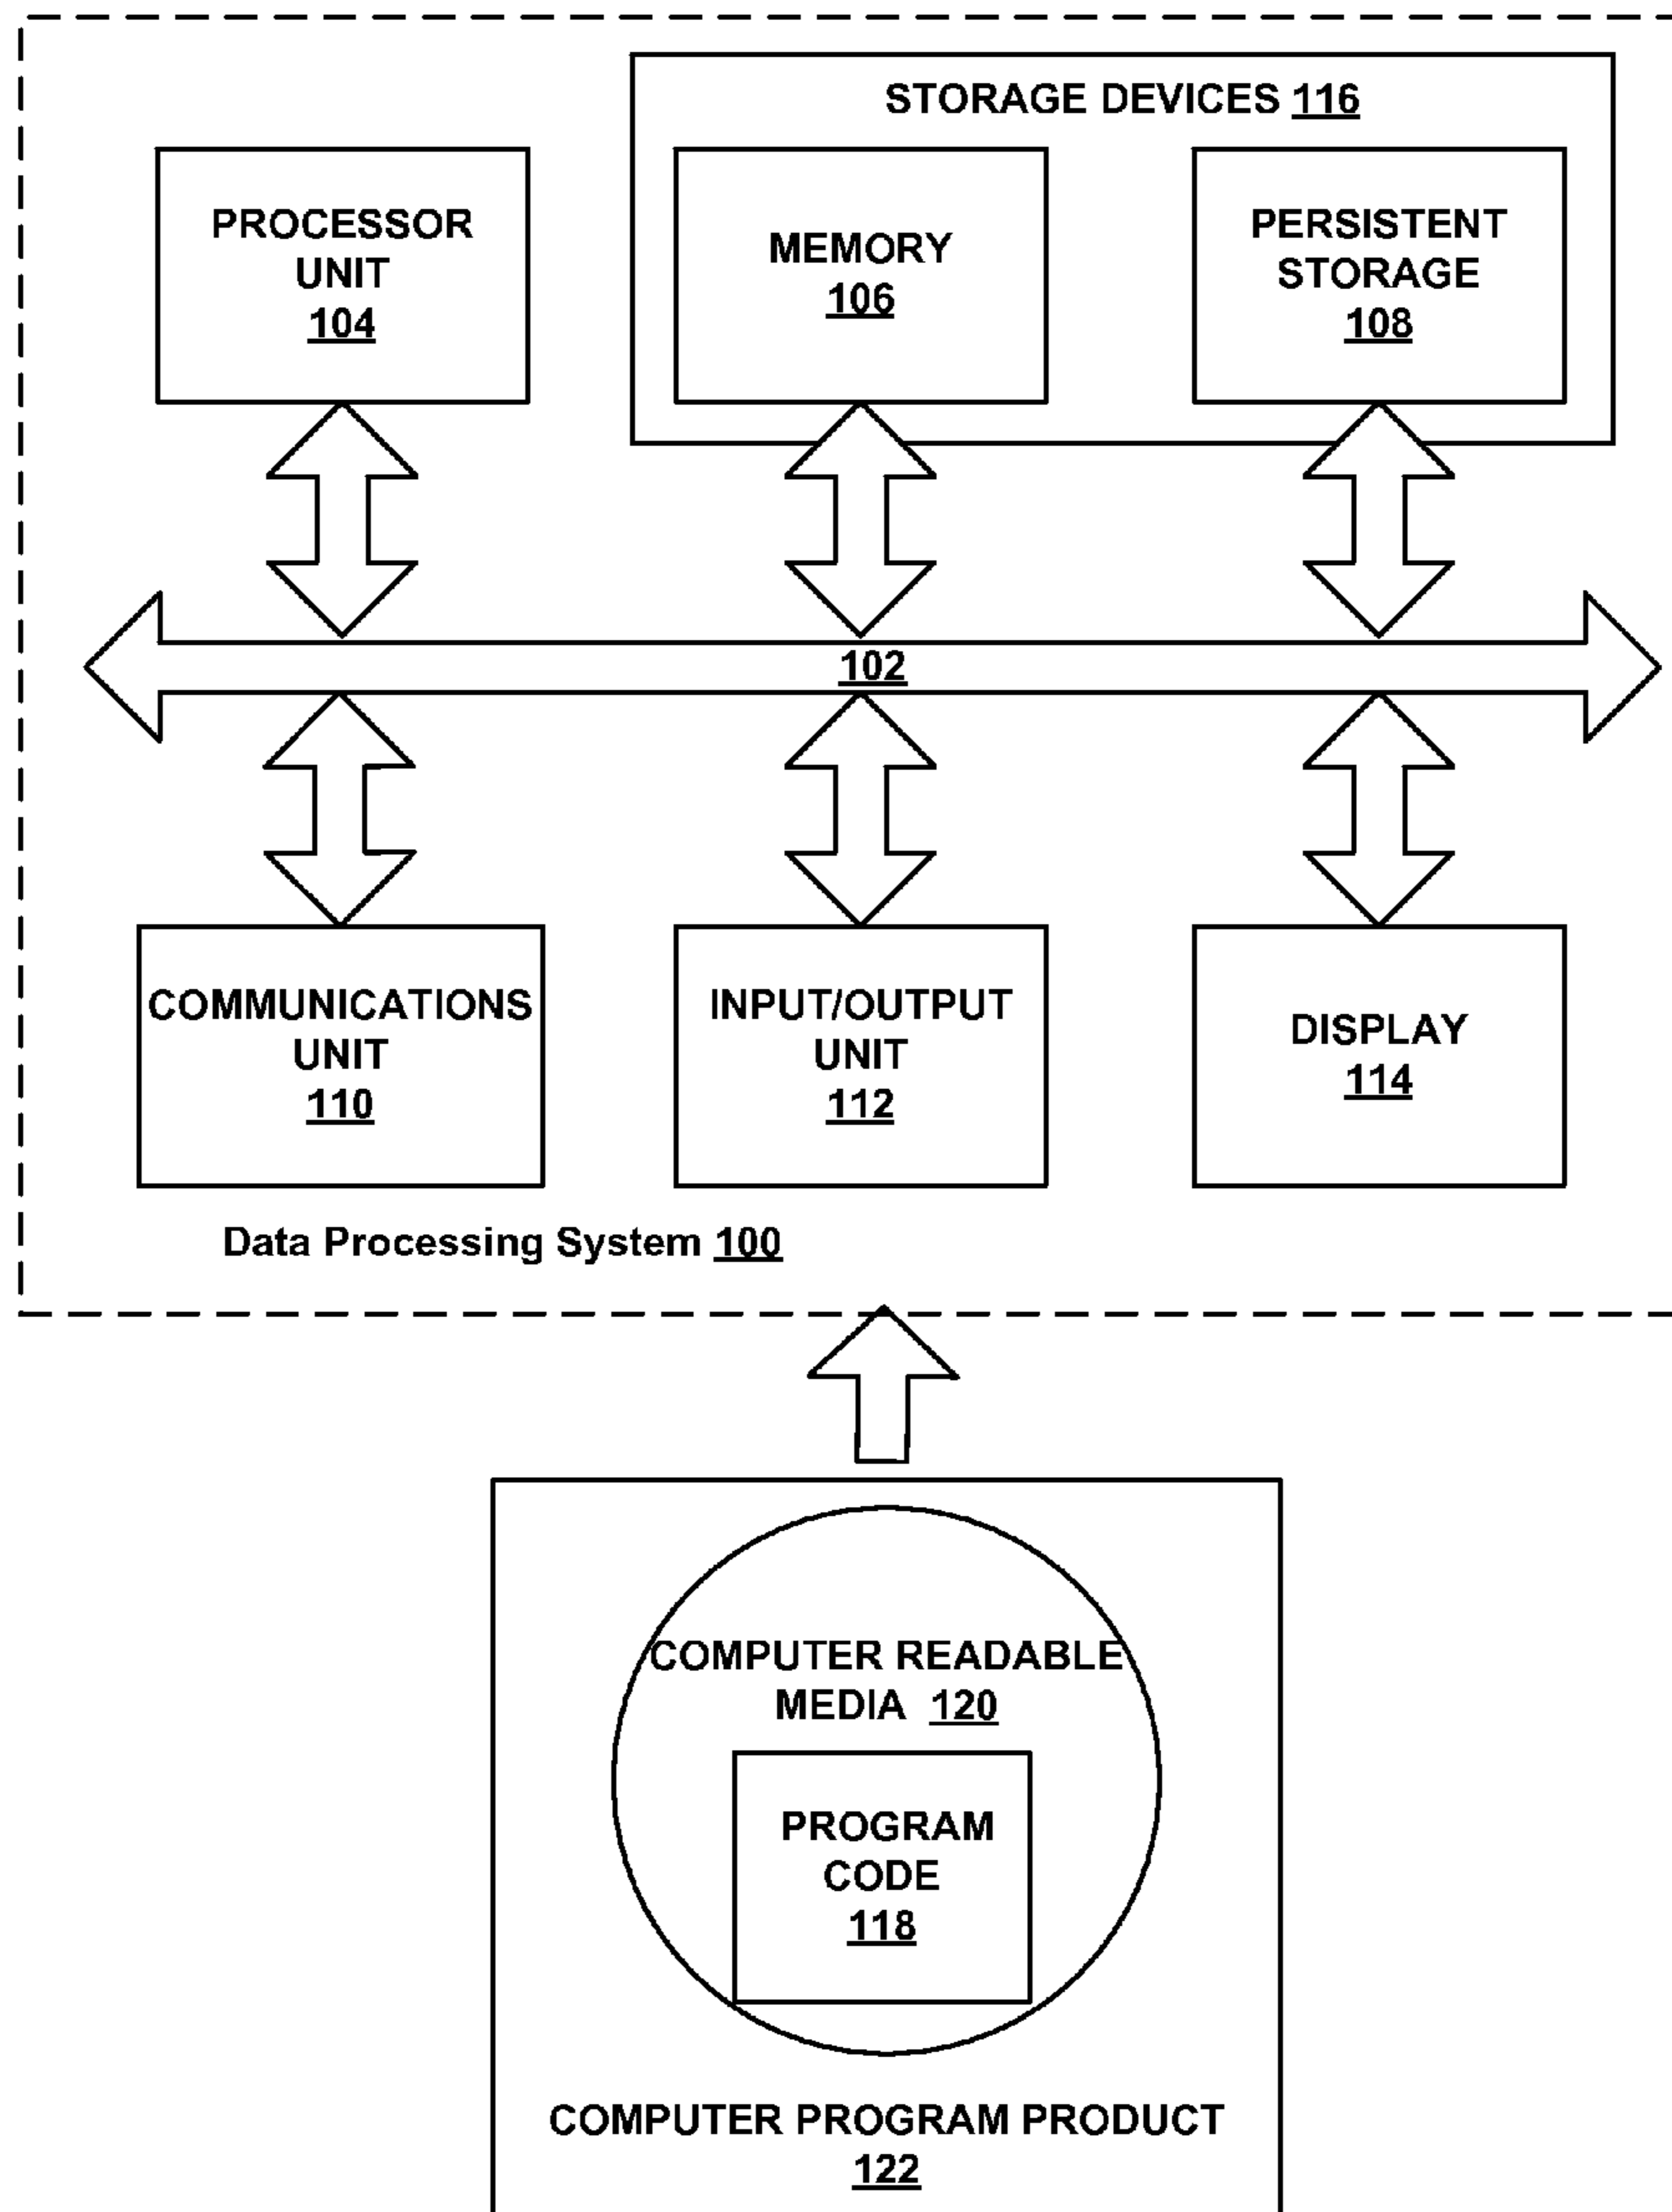 STORAGE DEVICES 116
PROCESSOR
UNIT
104
MEMORY
106
PERSISTENT
STORAGE
108
102
COMMUNICATIONS
UNIT
110
INPUT/OUTPUT
UNIT
112
DISPLAY
114
Data Processing System 100
COMPUTER READABLE
MEDIA 120
PROGRAM
CODE
118
COMPUTER PROGRAM PRODUCT
122